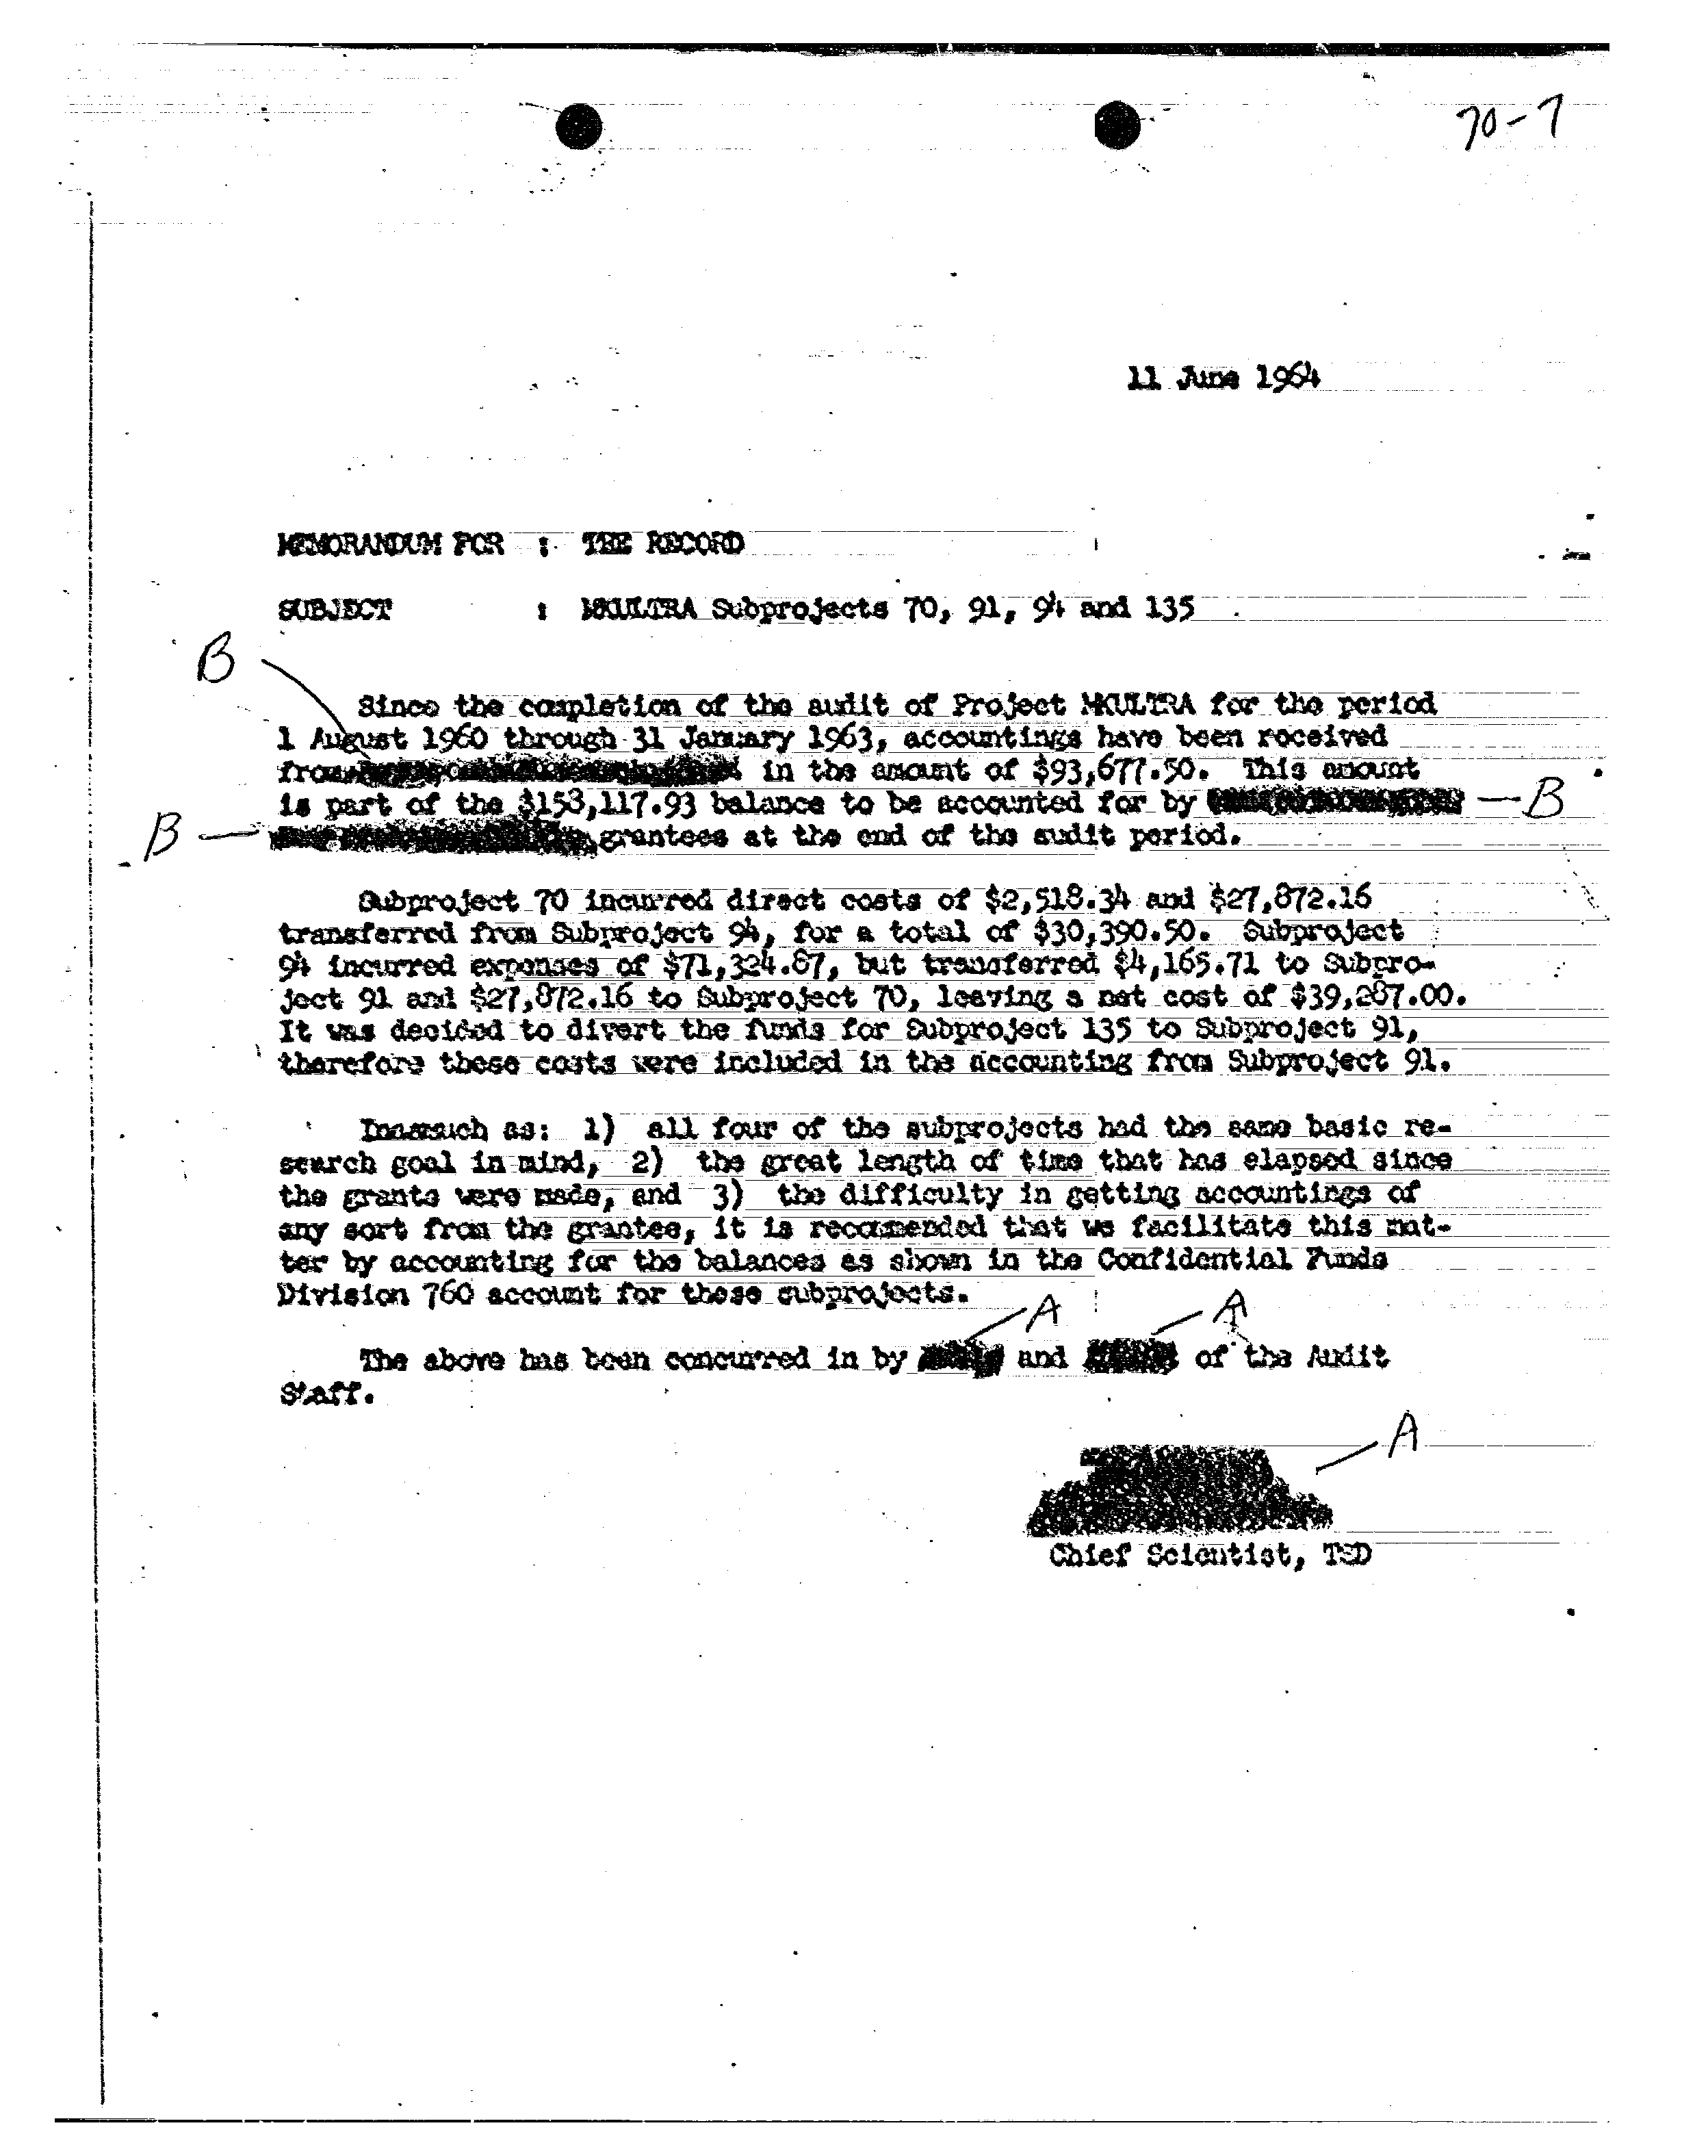 70-7
11 June 1964
MEMORANDUM FOR : THE RECORD
SUBJECT : MKULTRA Subprojects 70, 91, 94 and 135
B
Since the completion of the audit of Project MKULTRA for the period
1 August 1960 through 31 January 1963, accountings have been received
from in the amount of $93,677.50. This amount
is part of the $158,117.93 balance to be accounted for by B
B grantees at the end of the audit period.
Subproject 70 incurred direct costs of $2,518.34 and $27,872.16
transferred from Subproject 94, for a total of $30,390.50. Subproject
94 incurred expenses of $71,324.87, but transferred $4,165.71 to Subpro-
ject 91 and $27,872.16 to Subproject 70, leaving a net cost of $39,287.00.
It was decided to divert the funds for Subproject 135 to Subproject 91,
therefore these costs were included in the accounting from Subproject 91.
Inasmuch as: 1) all four of the subprojects had the same basic re-
search goal in mind, 2) the great length of time that has elapsed since
the grants were made, and 3) the difficulty in getting accountings of
any sort from the grantee, it is recommended that we facilitate this mat-
ter by accounting for the balances as shown in the Confidential Funds
Division 760 account for these subprojects.
A A
The above has been concurred in by and of the Audit
Staff.
A
Chief Scientist, TSD